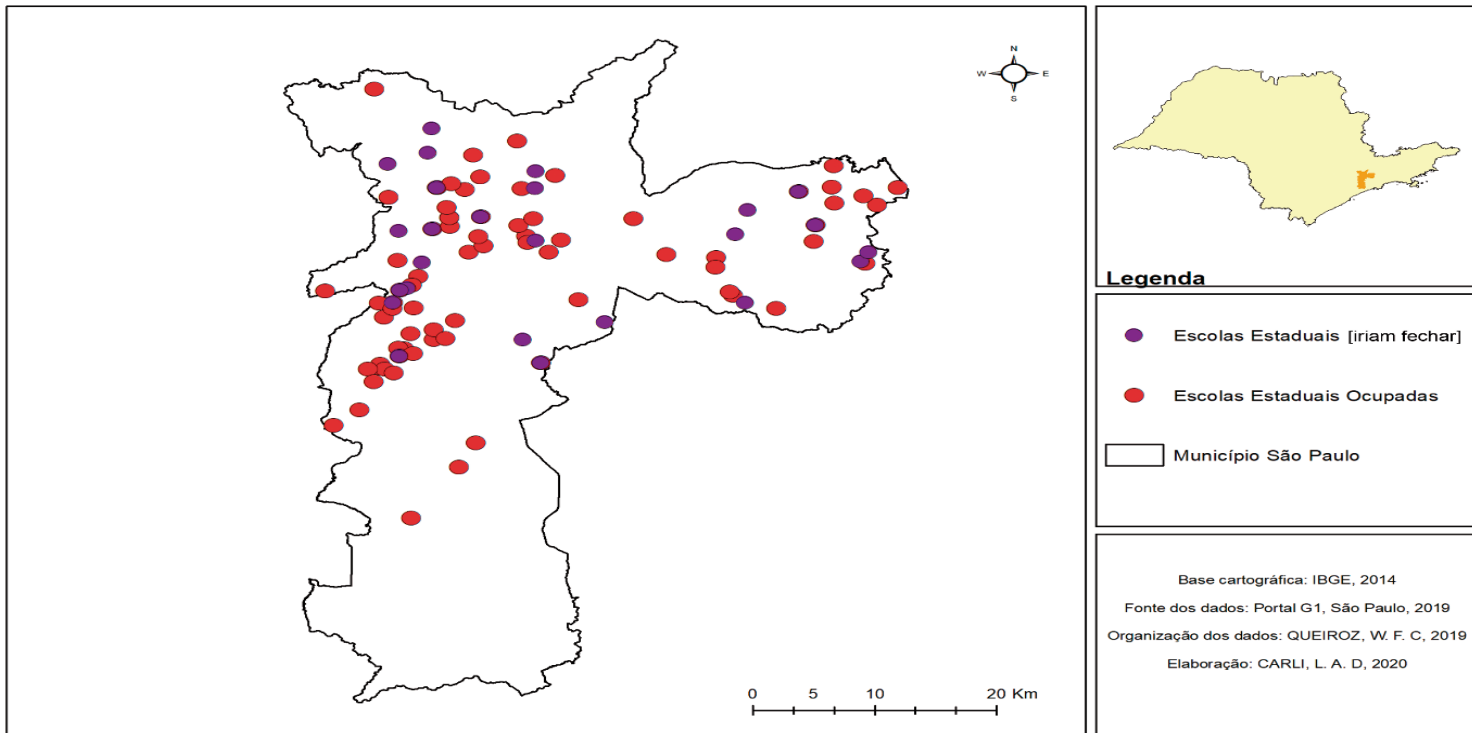 N
W E
S
Legenda
Escolas Estaduais [iriam fechar]
Escolas Estaduais Ocupadas
Município São Paulo
Base cartográfica: IBGE, 2014
Fonte dos dados: Portal G1, São Paulo, 2019
Organização dos dados: QUEIROZ, W. F. C, 2019
Elaboração: CARLI, L. A. D, 2020
0 5 10 20 Km